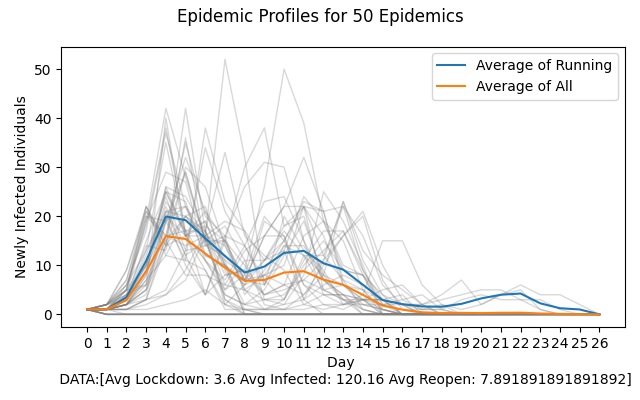 Epidemic Profiles for 50 Epidemics
Average of Running
Average of All
Newly Infected Individuals
50
40
30
20
10
0
0 1 2 3 4 5 6 7 8 9 10 11 12 13 14 15 16 17 18 19 20 21 22 23 24 25 26
Day
DATA:[Avg Lockdown: 3.6 Avg Infected: 120.16 Avg Reopen: 7.891891891891892]